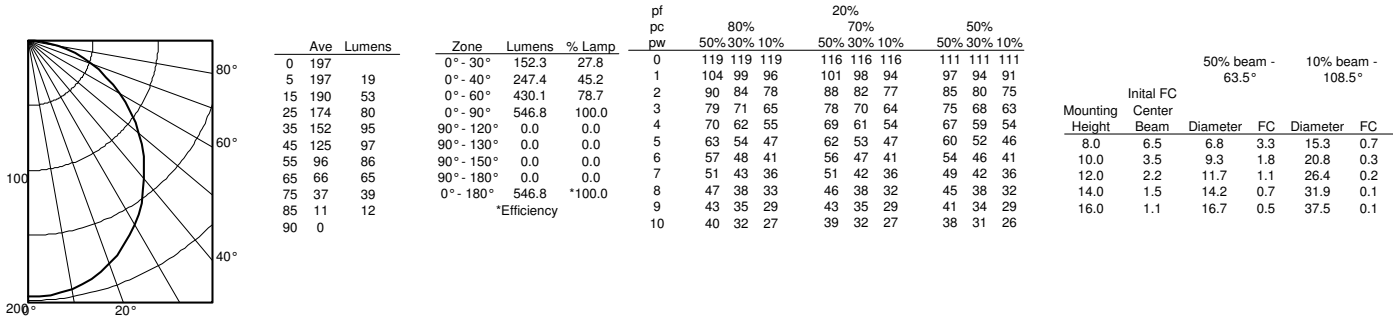 80°
60°
40°
20°
0°
100
200
Ave Lumens
0 197
5 197 19
15 190 53
25 174 80
35 152 95
45 125 97
55 96 86
65 66 65
75 37 39
85 11 12
90 0
Zone Lumens % Lamp
0° - 30° 152.3 27.8
0° - 40° 247.4 45.2
0° - 60° 430.1 78.7
0° - 90° 546.8 100.0
90° - 120° 0.0 0.0
90° - 130° 0.0 0.0
90° - 150° 0.0 0.0
90° - 180° 0.0 0.0
0° - 180° 546.8 *100.0
*Efficiency
pf 20%
pc 80% 70% 50%
pw 50% 30% 10% 50% 30% 10% 50% 30% 10%
0 119 119 119 116 116 116 111 111 111
1 104 99 96 101 98 94 97 94 91
2 90 84 78 88 82 77 85 80 75
3 79 71 65 78 70 64 75 68 63
4 70 62 55 69 61 54 67 59 54
5 63 54 47 62 53 47 60 52 46
6 57 48 41 56 47 41 54 46 41
7 51 43 36 51 42 36 49 42 36
8 47 38 33 46 38 32 45 38 32
9 43 35 29 43 35 29 41 34 29
10 40 32 27 39 32 27 38 31 26
50% beam - 10% beam -
63.5° 108.5°
Inital FC
Mounting Center
Height Beam Diameter FC Diameter FC
8.0 6.5 6.8 3.3 15.3 0.7
10.0 3.5 9.3 1.8 20.8 0.3
12.0 2.2 11.7 1.1 26.4 0.2
14.0 1.5 14.2 0.7 31.9 0.1
16.0 1.1 16.7 0.5 37.5 0.1